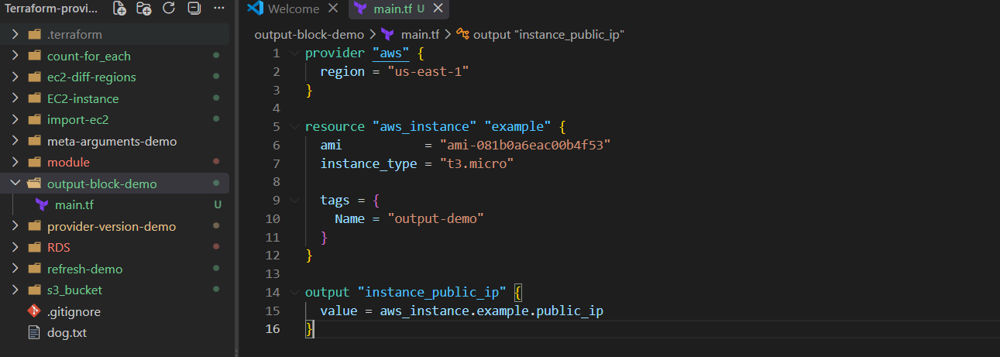 Terraform-provi...
.terraform
count-for_each
ec2-diff-regions
EC2-instance
import-ec2
meta-arguments-demo
module
output-block-demo
main.tf U
provider-version-demo
RDS
refresh-demo
s3_bucket
.gitignore
dog.txt
Welcome
main.tf U
output-block-demo > main.tf > output "instance_public_ip"
1 provider "aws" {
2   region = "us-east-1"
3 }
4
5 resource "aws_instance" "example" {
6   ami           = "ami-081b0a6eac00b4f53"
7   instance_type = "t3.micro"
8
9   tags = {
10     Name = "output-demo"
11   }
12 }
13
14 output "instance_public_ip" {
15   value = aws_instance.example.public_ip
16 }